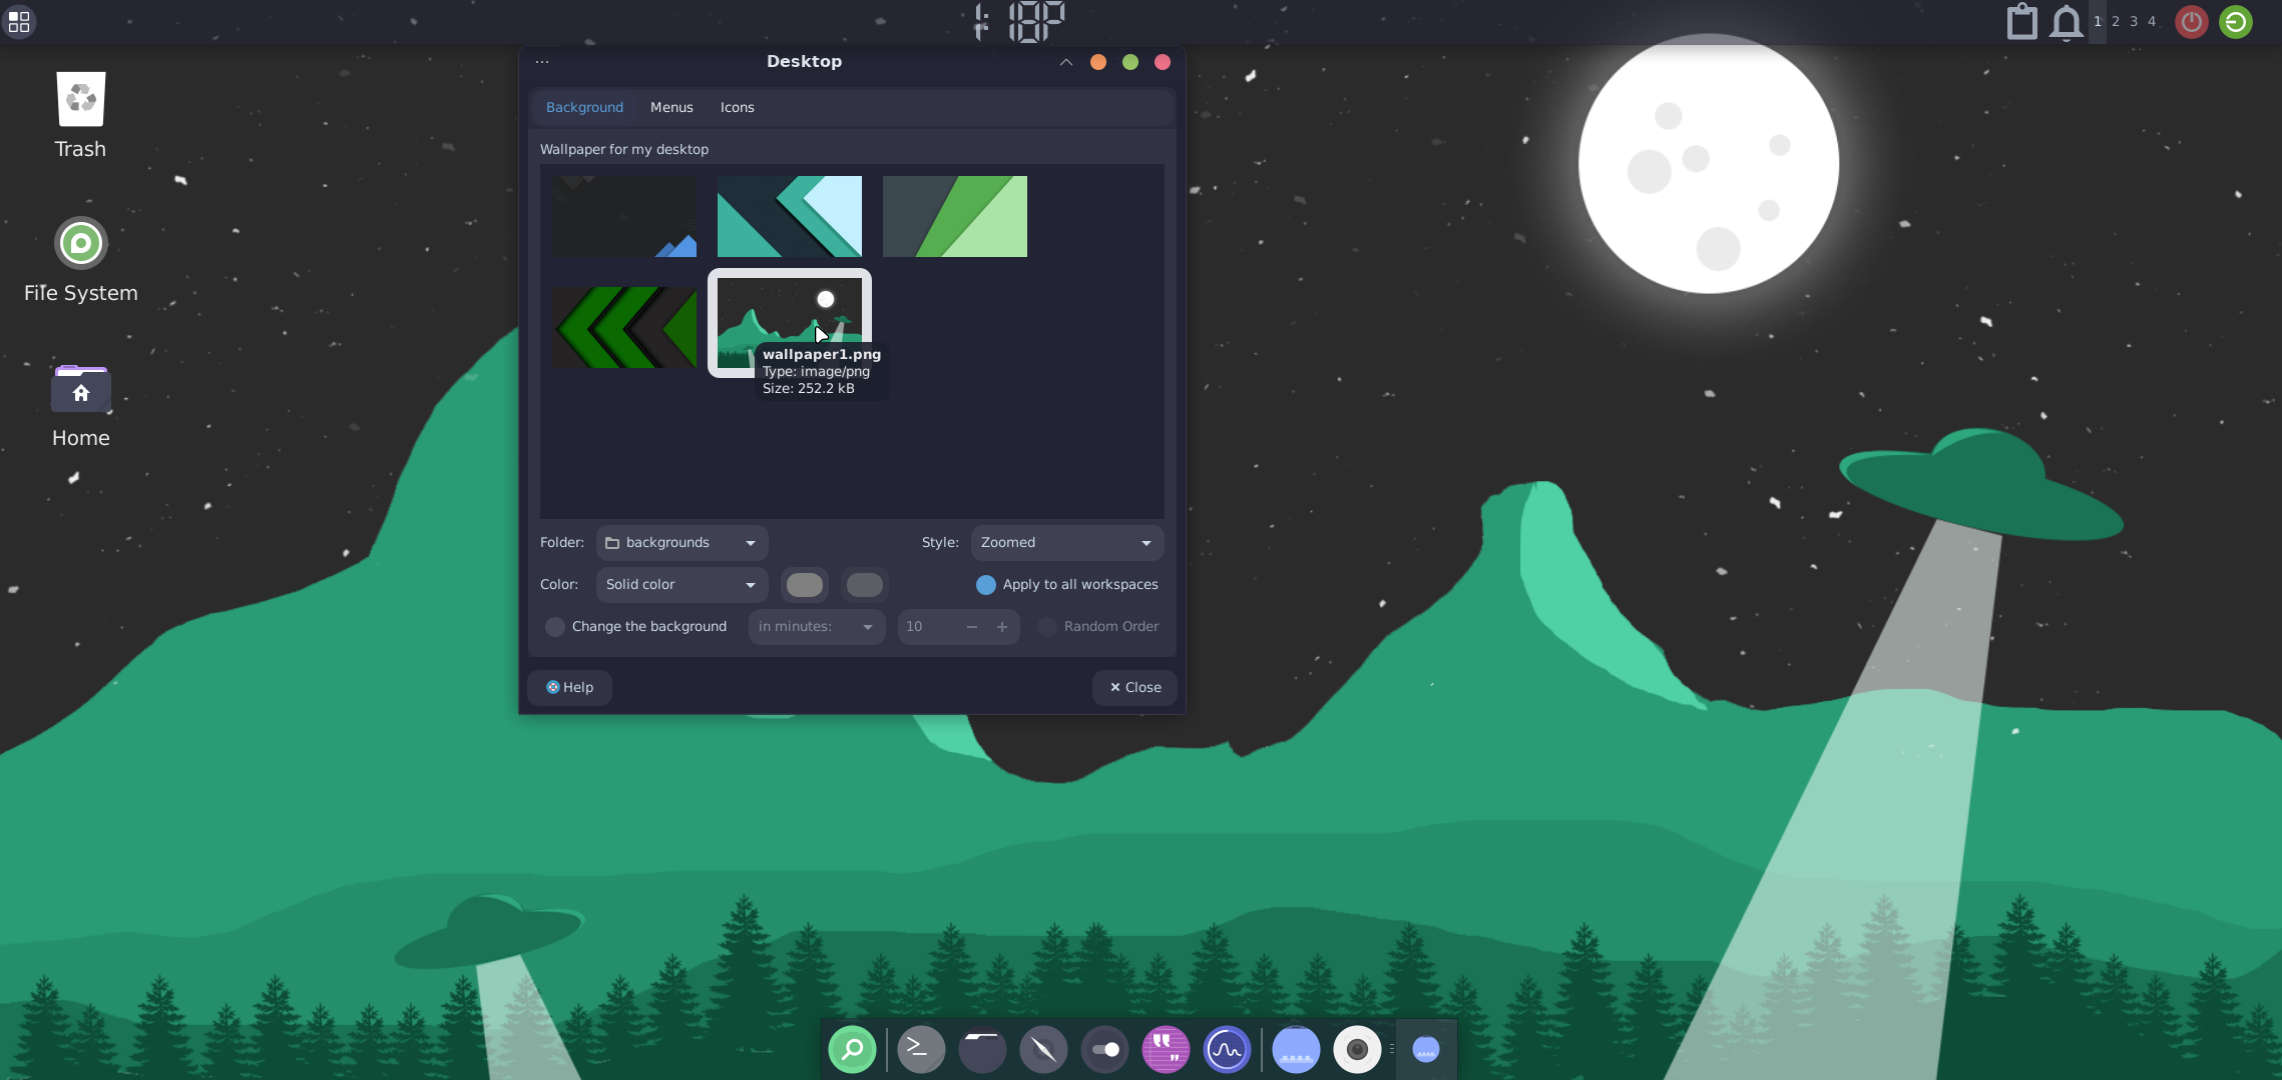 1 2 3 4
Desktop
Background Menus Icons
Wallpaper for my desktop
wallpaper1.png
Type: image/png
Size: 252.2 kB
Folder: backgrounds Style: Zoomed
Color: Solid color Apply to all workspaces
Change the background in minutes: 10 Random Order
Help Close
Trash
File System
Home